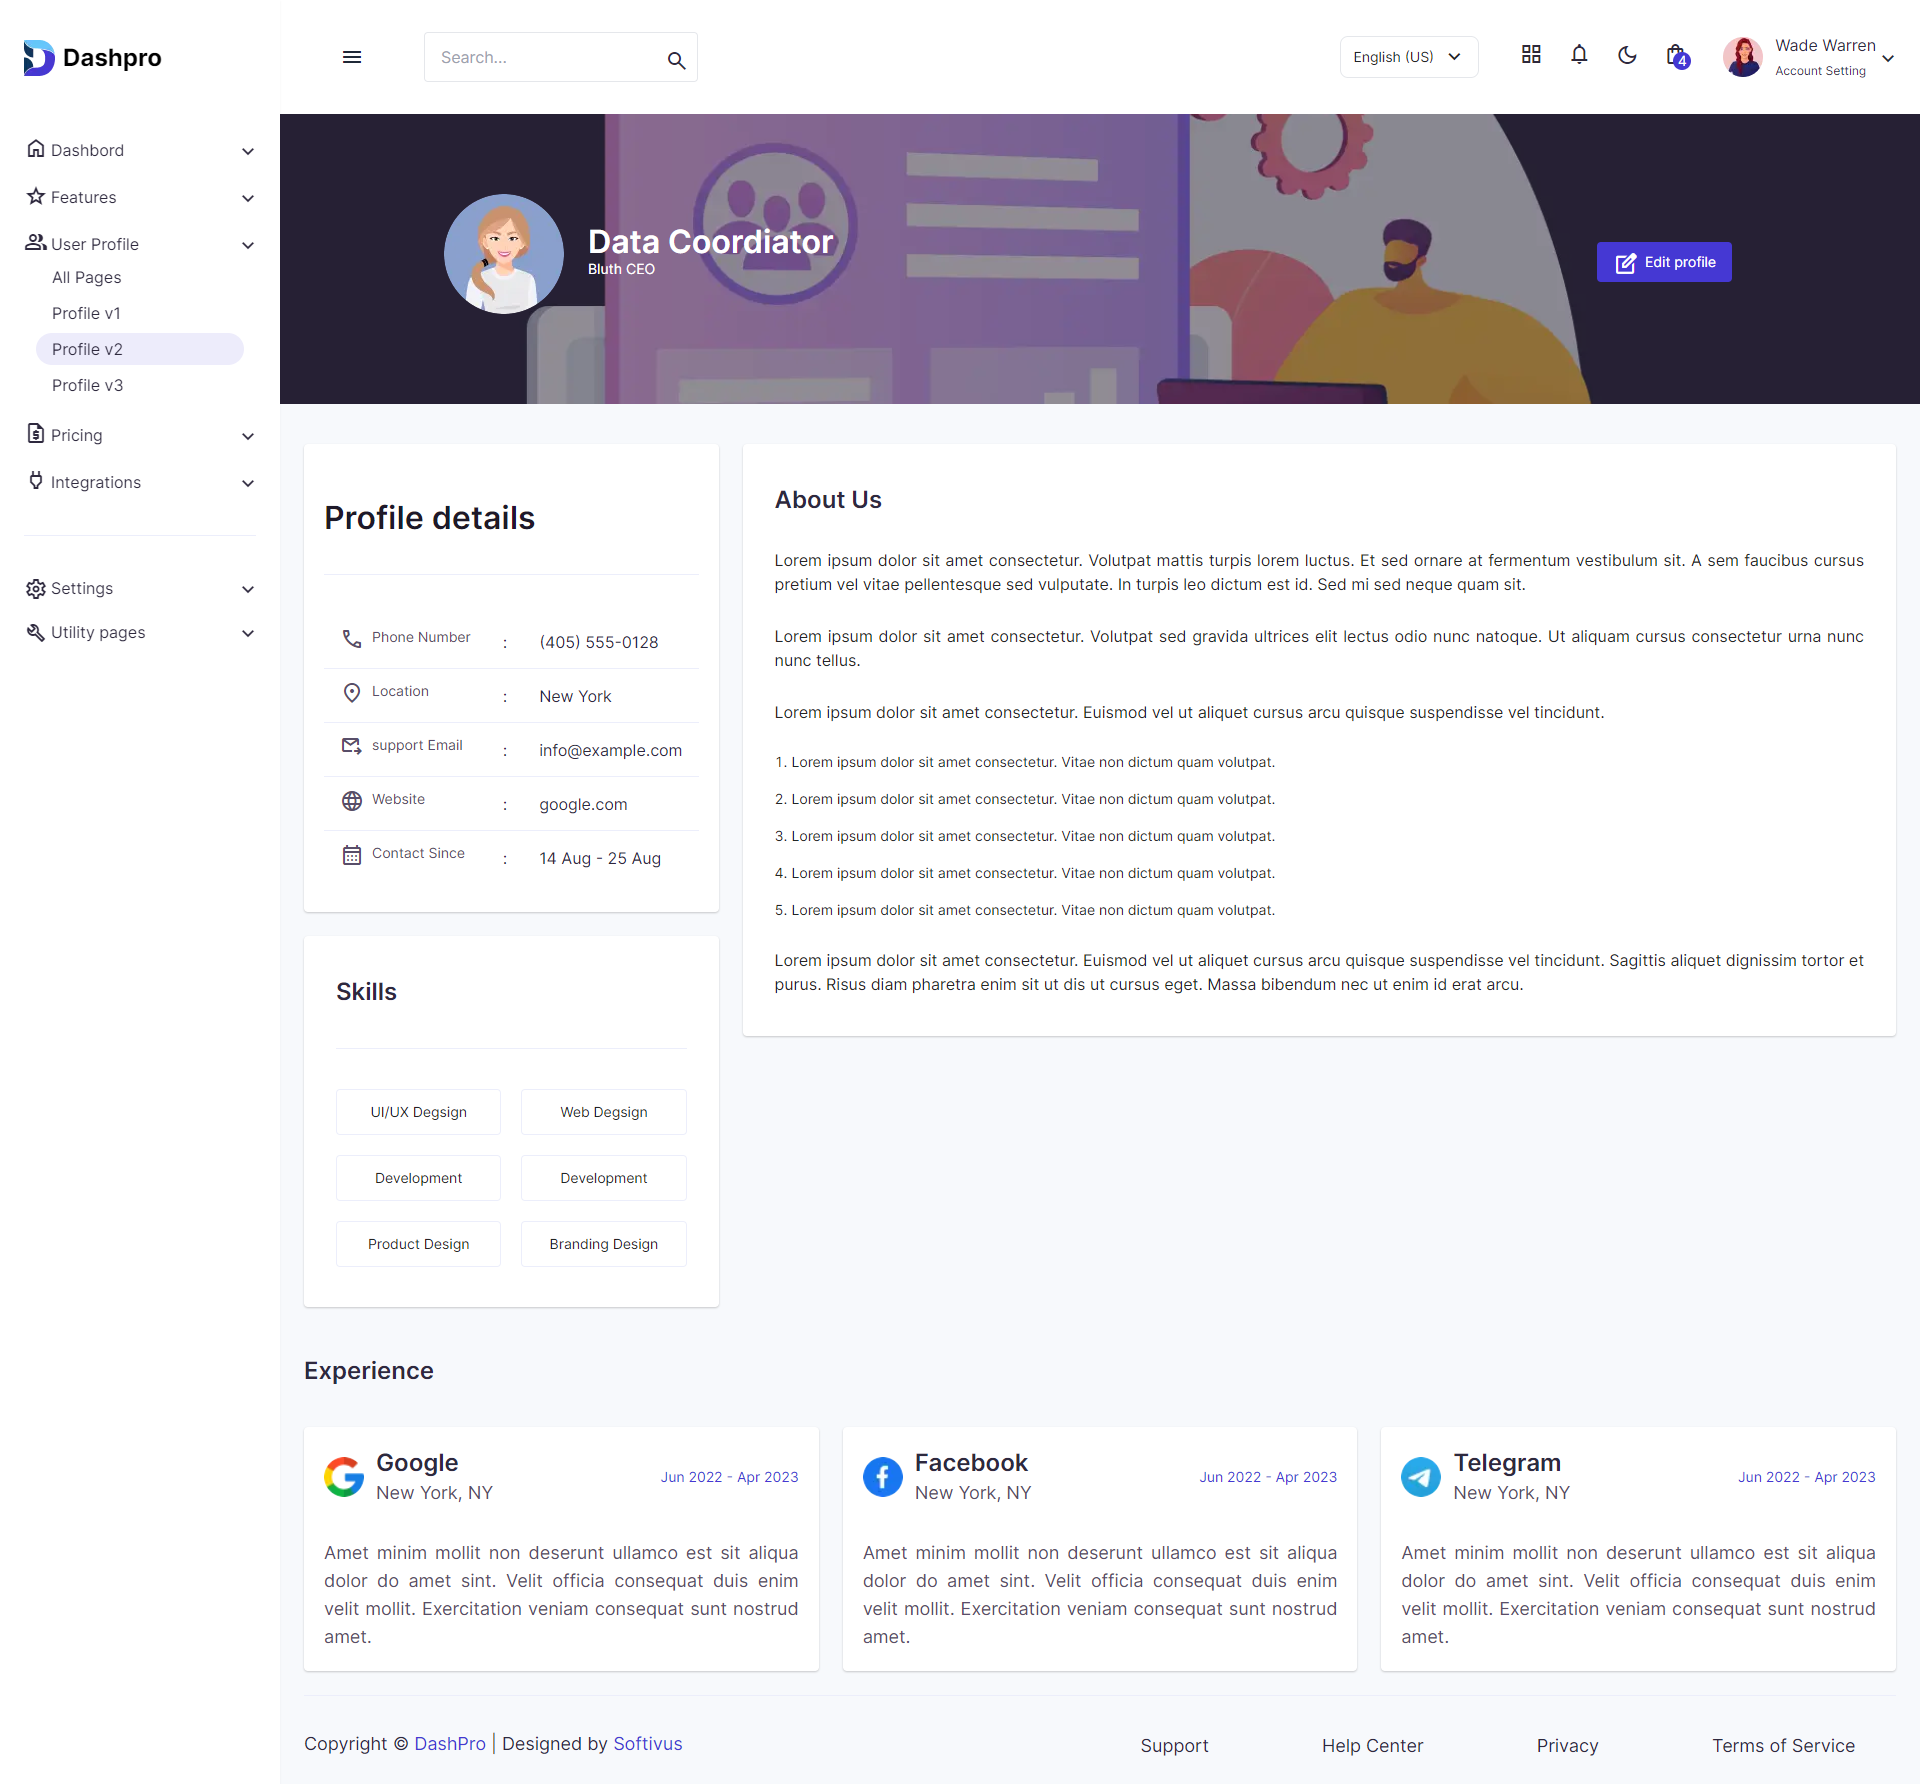 Dashpro
Search...
English (US)
4
Wade Warren
Account Setting
Dashbord
Features
User Profile
All Pages
Profile v1
Profile v2
Profile v3
Pricing
Integrations
Settings
Utility pages
Data Coordiator
Bluth CEO
Edit profile
Profile details
Phone Number : (405) 555-0128
Location : New York
support Email : info@example.com
Website : google.com
Contact Since : 14 Aug - 25 Aug
Skills
UI/UX Degsign
Web Degsign
Development
Development
Product Design
Branding Design
About Us
Lorem ipsum dolor sit amet consectetur. Volutpat mattis turpis lorem luctus. Et sed ornare at fermentum vestibulum sit. A sem faucibus cursus
pretium vel vitae pellentesque sed vulputate. In turpis leo dictum est id. Sed mi sed neque quam sit.
Lorem ipsum dolor sit amet consectetur. Volutpat sed gravida ultrices elit lectus odio nunc natoque. Ut aliquam cursus consectetur urna nunc
nunc tellus.
Lorem ipsum dolor sit amet consectetur. Euismod vel ut aliquet cursus arcu quisque suspendisse vel tincidunt.
1. Lorem ipsum dolor sit amet consectetur. Vitae non dictum quam volutpat.
2. Lorem ipsum dolor sit amet consectetur. Vitae non dictum quam volutpat.
3. Lorem ipsum dolor sit amet consectetur. Vitae non dictum quam volutpat.
4. Lorem ipsum dolor sit amet consectetur. Vitae non dictum quam volutpat.
5. Lorem ipsum dolor sit amet consectetur. Vitae non dictum quam volutpat.
Lorem ipsum dolor sit amet consectetur. Euismod vel ut aliquet cursus arcu quisque suspendisse vel tincidunt. Sagittis aliquet dignissim tortor et
purus. Risus diam pharetra enim sit ut dis ut cursus eget. Massa bibendum nec ut enim id erat arcu.
Experience
Google
New York, NY
Jun 2022 - Apr 2023
Amet minim mollit non deserunt ullamco est sit aliqua
dolor do amet sint. Velit officia consequat duis enim
velit mollit. Exercitation veniam consequat sunt nostrud
amet.
Facebook
New York, NY
Jun 2022 - Apr 2023
Amet minim mollit non deserunt ullamco est sit aliqua
dolor do amet sint. Velit officia consequat duis enim
velit mollit. Exercitation veniam consequat sunt nostrud
amet.
Telegram
New York, NY
Jun 2022 - Apr 2023
Amet minim mollit non deserunt ullamco est sit aliqua
dolor do amet sint. Velit officia consequat duis enim
velit mollit. Exercitation veniam consequat sunt nostrud
amet.
Copyright © DashPro | Designed by Softivus
Support
Help Center
Privacy
Terms of Service